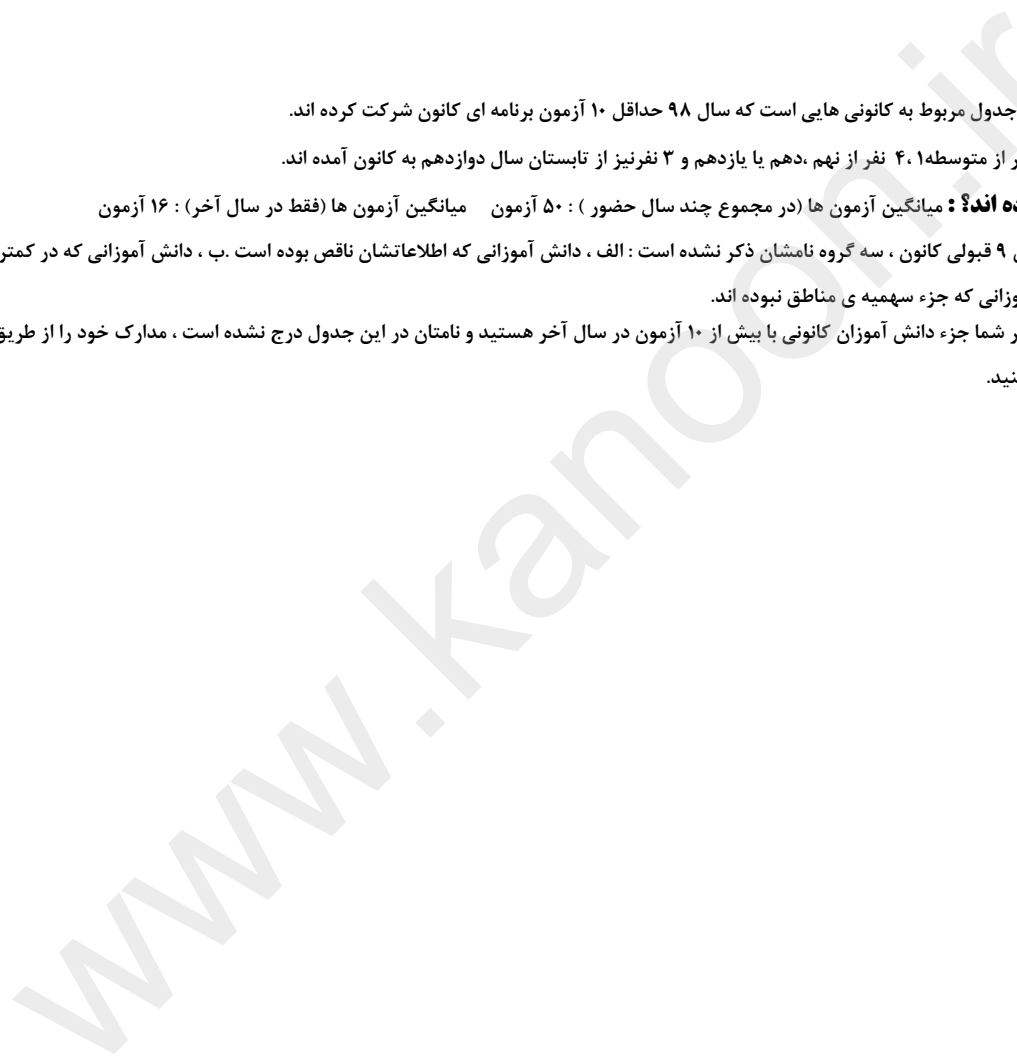 جدول مربوط به کانونی هایی است که سال ۹۸ حداقل ۱۰ آزمون برنامه ای کانون شرکت کرده اند.
ر از متوسطه۱ ،۴ نفر از نهم ،دهم یا یازدهم و ۳ نفرنیز از تابستان سال دوازدهم به کانون آمده اند.
ده اند؟ : میانگین آزمون ها (در مجموع چند سال حضور ) : ۵۰ آزمون میانگین آزمون ها (فقط در سال آخر) : ۱۶ آزمون
۹ قبولی کانون ، سه گروه نامشان ذکر نشده است : الف ، دانش آموزانی که اطلاعاتشان ناقص بوده است .ب ، دانش آموزانی که در کمتر
وزانی که جزء سهمیه ی مناطق نبوده اند.
ر شما جزء دانش آموزان کانونی با بیش از ۱۰ آزمون در سال آخر هستید و نامتان در این جدول درج نشده است ، مدارک خود را از طریق
نید.
www.kanoon.ir